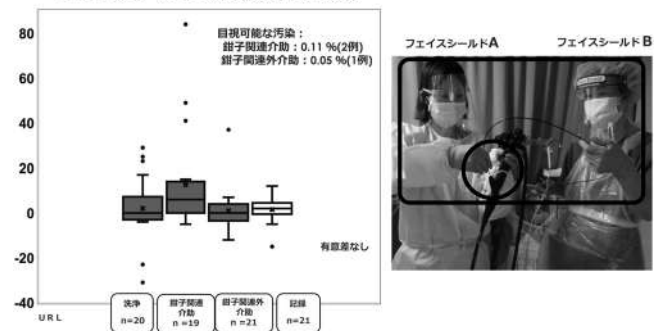 80
60
40
20
0
-20
-40
URL
目視可能な汚染：
鉗子関連介助：0.11 %(2例)
鉗子関連外介助：0.05 %(1例)
有意差なし
洗浄
n=20
鉗子関連
介助
n =19
鉗子関連外
介助
n=21
記録
n=21
フェイスシールドA
フェイスシールド B